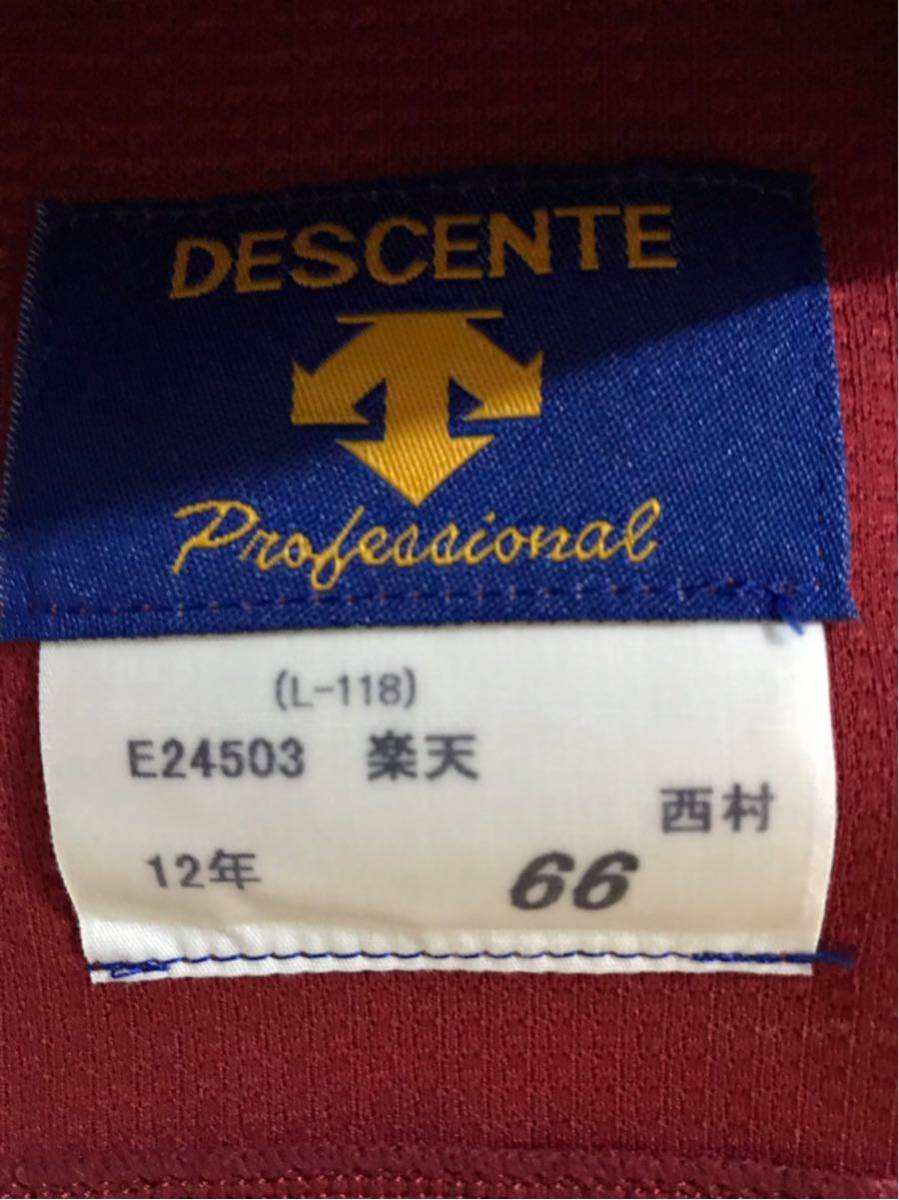 DESCENTE
Professional
(L-118)
E24503 楽天
西村
12年 66